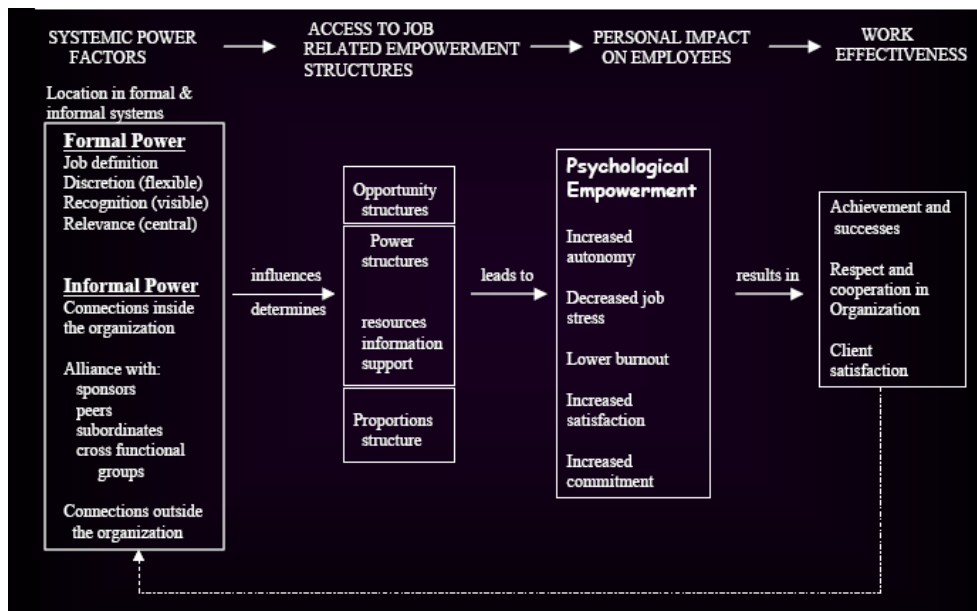 SYSTEMIC POWER
FACTORS
ACCESS TO JOB
RELATED EMPOWERMENT
STRUCTURES
PERSONAL IMPACT
ON EMPLOYEES
WORK
EFFECTIVENESS
Location in formal &
informal systems
Formal Power
Job definition
Discretion (flexible)
Recognition (visible)
Relevance (central)
Informal Power
Connections inside
the organization
Alliance with:
sponsors
peers
subordinates
cross functional
groups
Connections outside
the organization
influences
determines
Opportunity
structures
Power
structures
resources
information
support
Proportions
structure
leads to
Psychological
Empowerment
Increased
autonomy
Decreased job
stress
Lower burnout
Increased
satisfaction
Increased
commitment
results in
Achievement and
successes
Respect and
cooperation in
Organization
Client
satisfaction